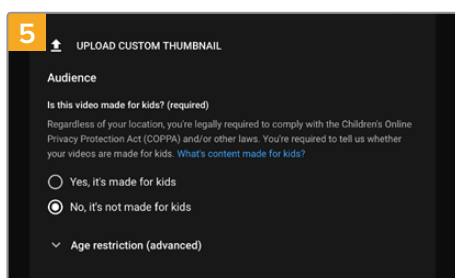 5
UPLOAD CUSTOM THUMBNAIL
Audience
Is this video made for kids? (required)
Regardless of your location, you're legally required to comply with the Children's Online
Privacy Protection Act (COPPA) and/or other laws. You're required to tell us whether
your videos are made for kids. What's content made for kids?
Yes, it's made for kids
No, it's not made for kids
Age restriction (advanced)